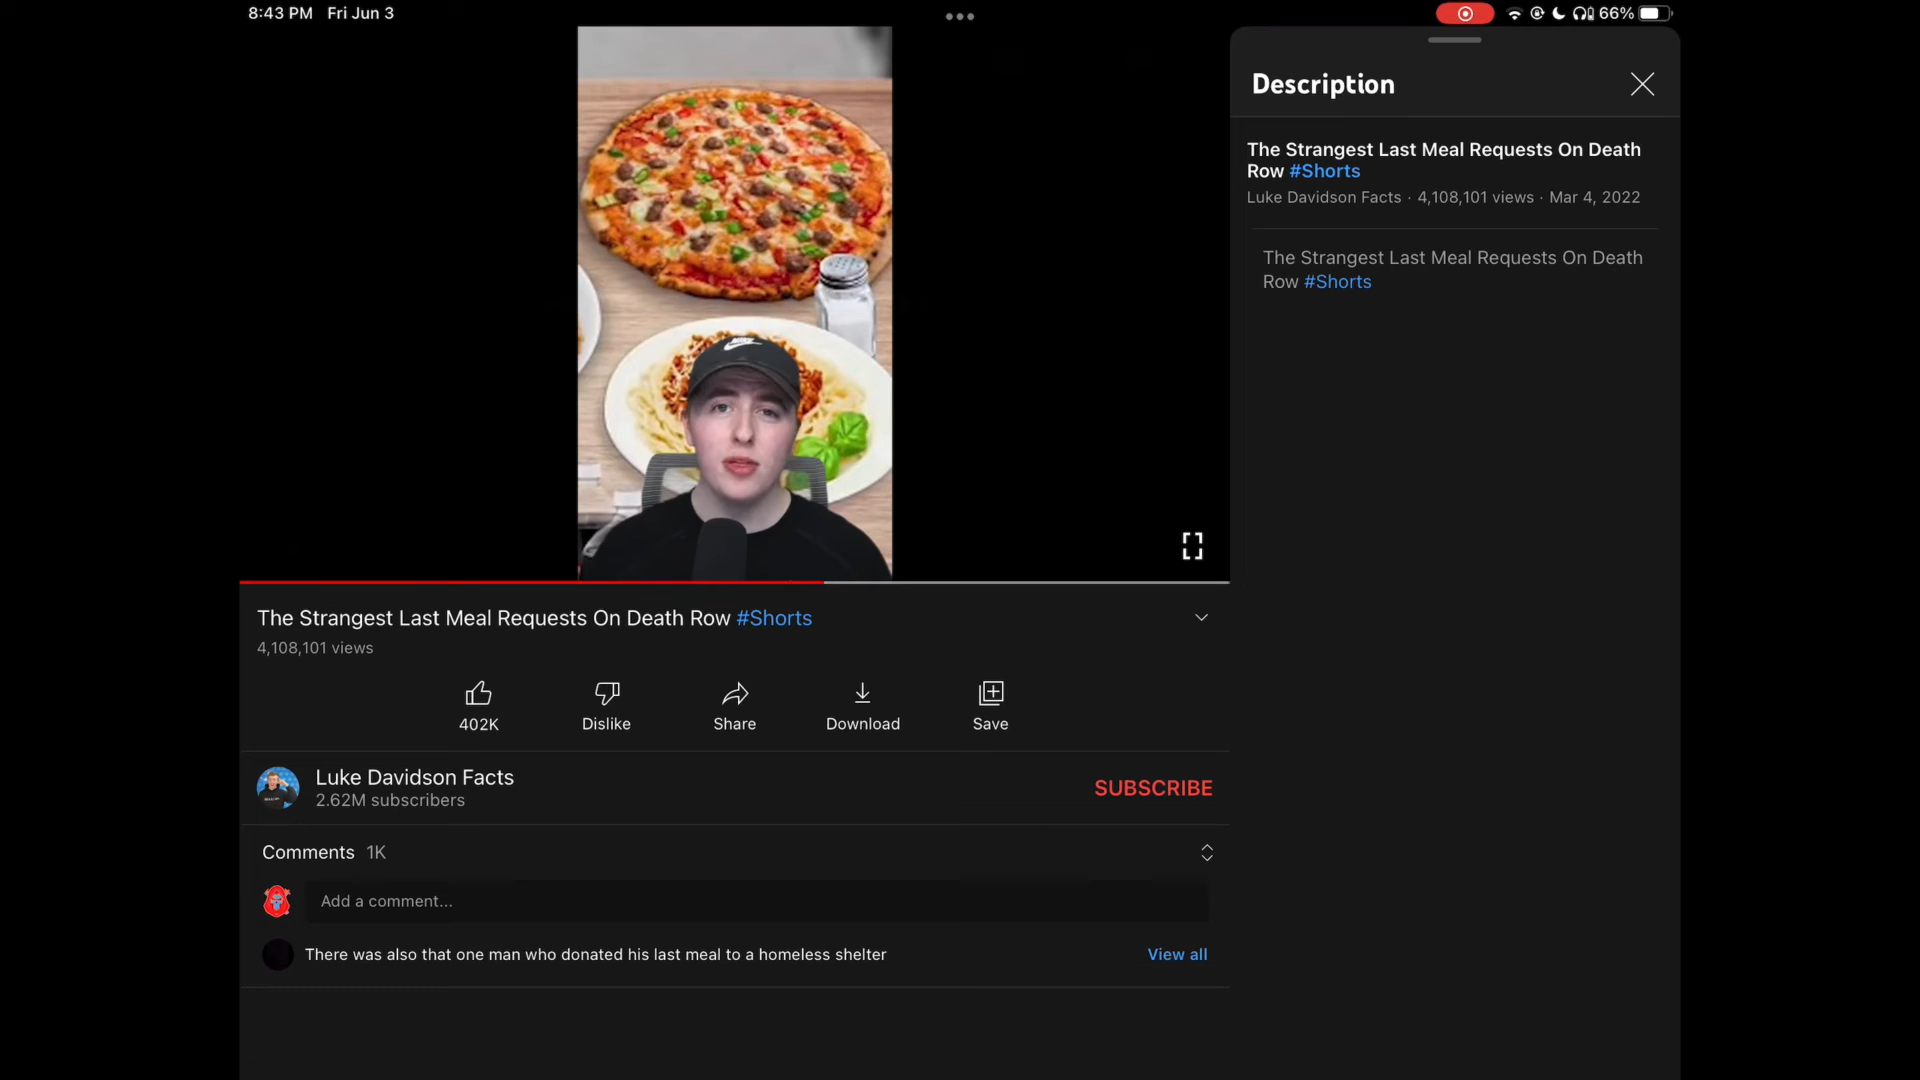 8:43 PM Fri Jun 3
66%
Description
The Strangest Last Meal Requests On Death
Row #Shorts
Luke Davidson Facts · 4,108,101 views · Mar 4, 2022
The Strangest Last Meal Requests On Death
Row #Shorts
The Strangest Last Meal Requests On Death Row #Shorts
4,108,101 views
402K
Dislike
Share
Download
Save
Luke Davidson Facts
2.62M subscribers
SUBSCRIBE
Comments 1K
Add a comment...
There was also that one man who donated his last meal to a homeless shelter
View all